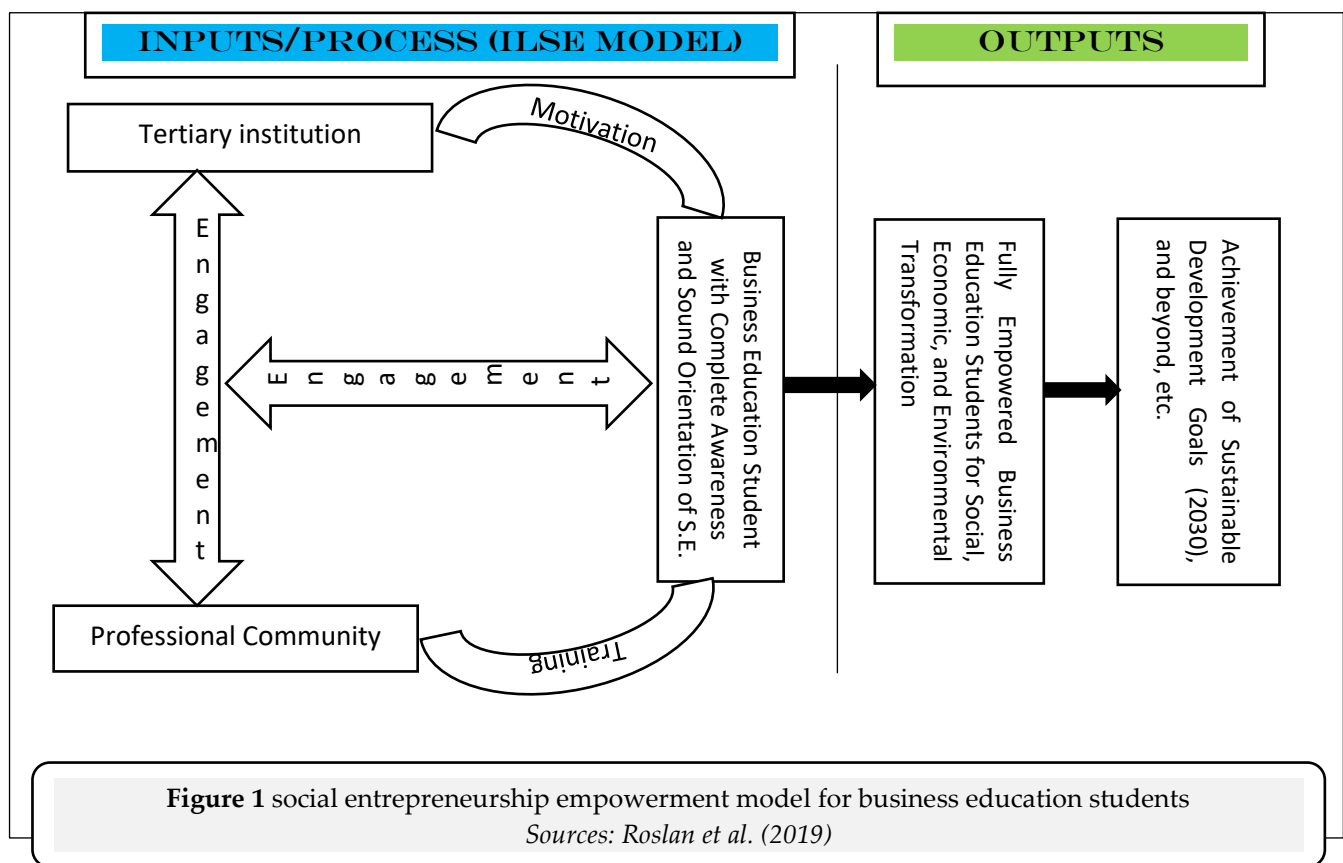 INPUTS/PROCESS (ILSE MODEL)
OUTPUTS
Tertiary institution
Motivation
Engagement
Engagement
Business Education Student
with Complete Awareness
and Sound Orientation of S.E.
Fully Empowered Business
Education Students for Social,
Economic, and Environmental
Transformation
Achievement of Sustainable
Development Goals (2030),
and beyond, etc.
Professional Community
Training
Figure 1 social entrepreneurship empowerment model for business education students
Sources: Roslan et al. (2019)